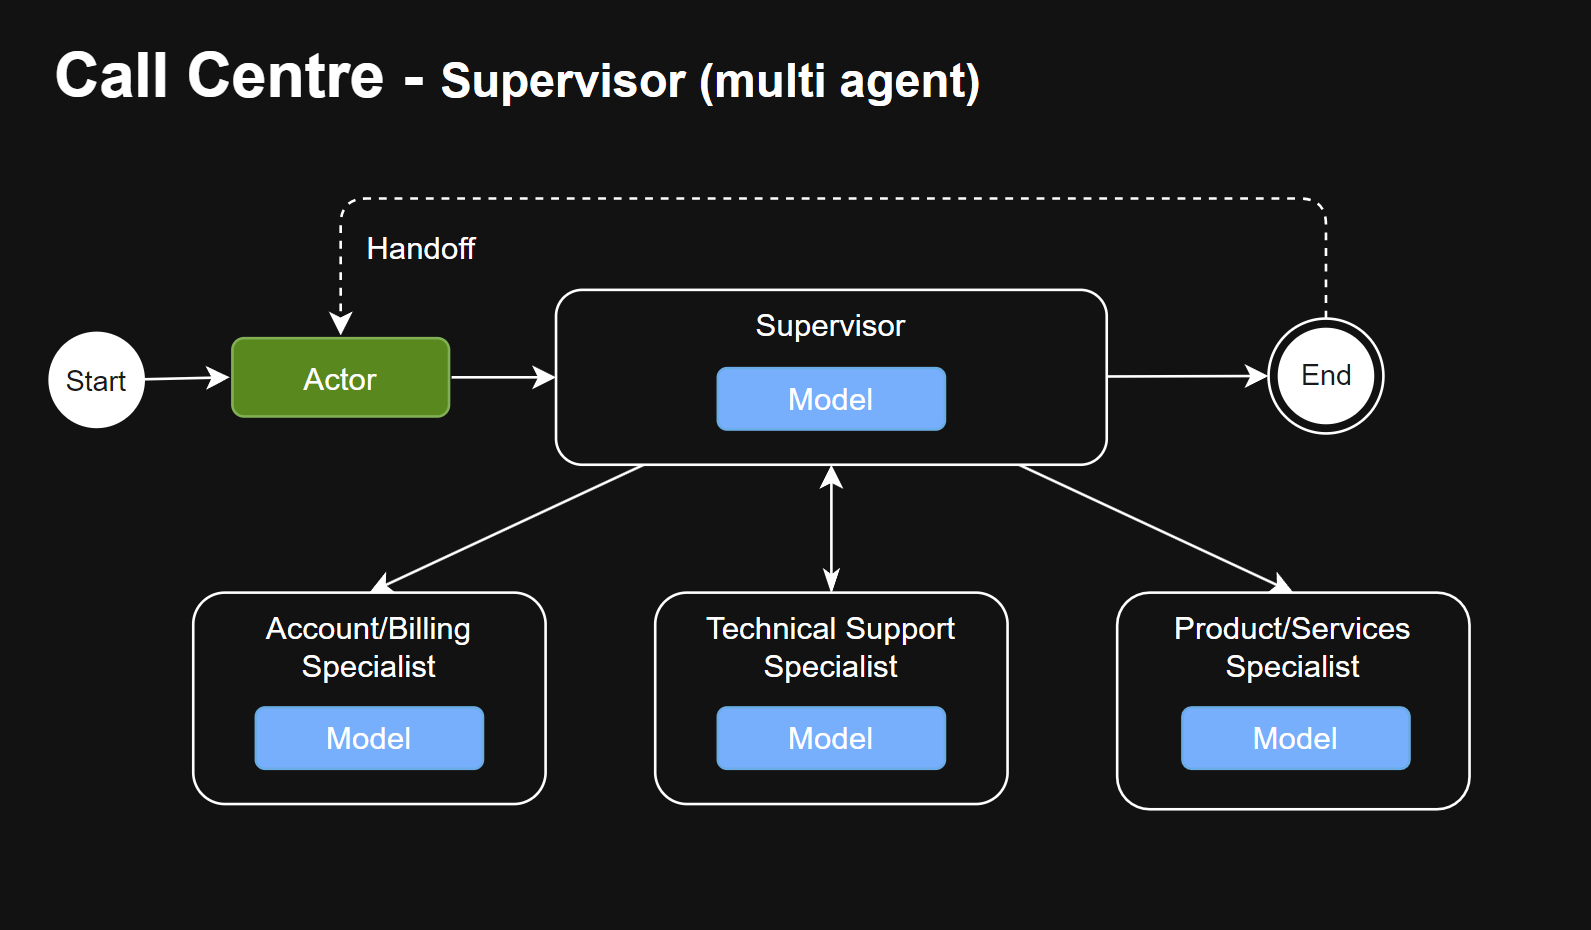 Call Centre - Supervisor (multi agent)
Handoff
Supervisor
Start
Actor
Model
End
Account/Billing
Specialist
Model
Technical Support
Specialist
Model
Product/Services
Specialist
Model